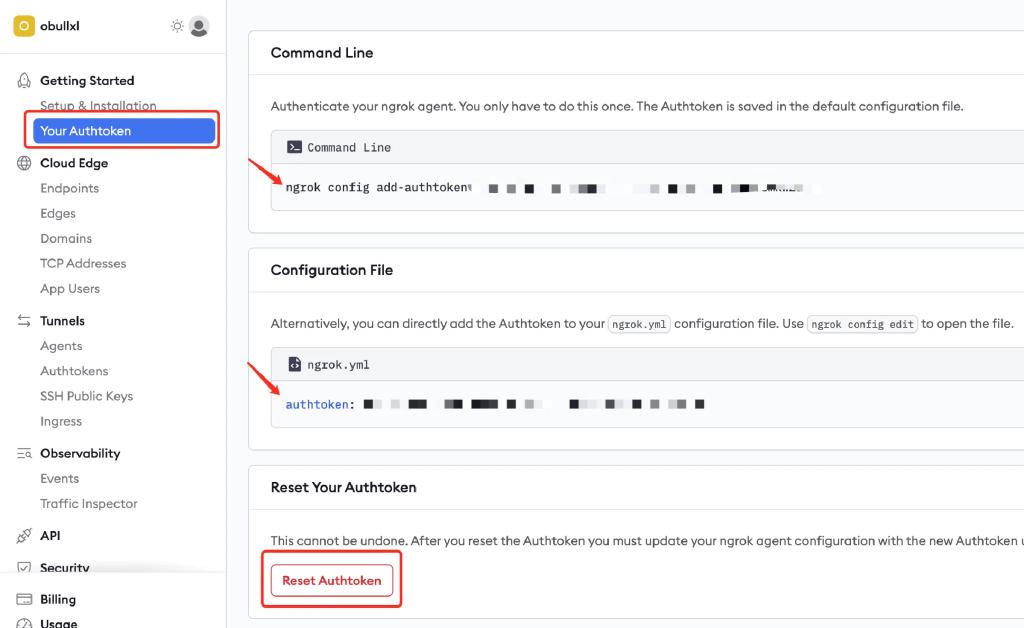 obullxl
Getting Started
Setup & Installation
Your Authtoken
Cloud Edge
Endpoints
Edges
Domains
TCP Addresses
App Users
Tunnels
Agents
Authtokens
SSH Public Keys
Ingress
Observability
Events
Traffic Inspector
API
Security
Billing
Usage
Command Line
Authenticate your ngrok agent. You only have to do this once. The Authtoken is saved in the default configuration file.
Command Line
ngrok config add-authtoken
Configuration File
Alternatively, you can directly add the Authtoken to your ngrok.yml configuration file. Use ngrok config edit to open the file.
ngrok.yml
authtoken:
Reset Your Authtoken
This cannot be undone. After you reset the Authtoken you must update your ngrok agent configuration with the new Authtoken
Reset Authtoken